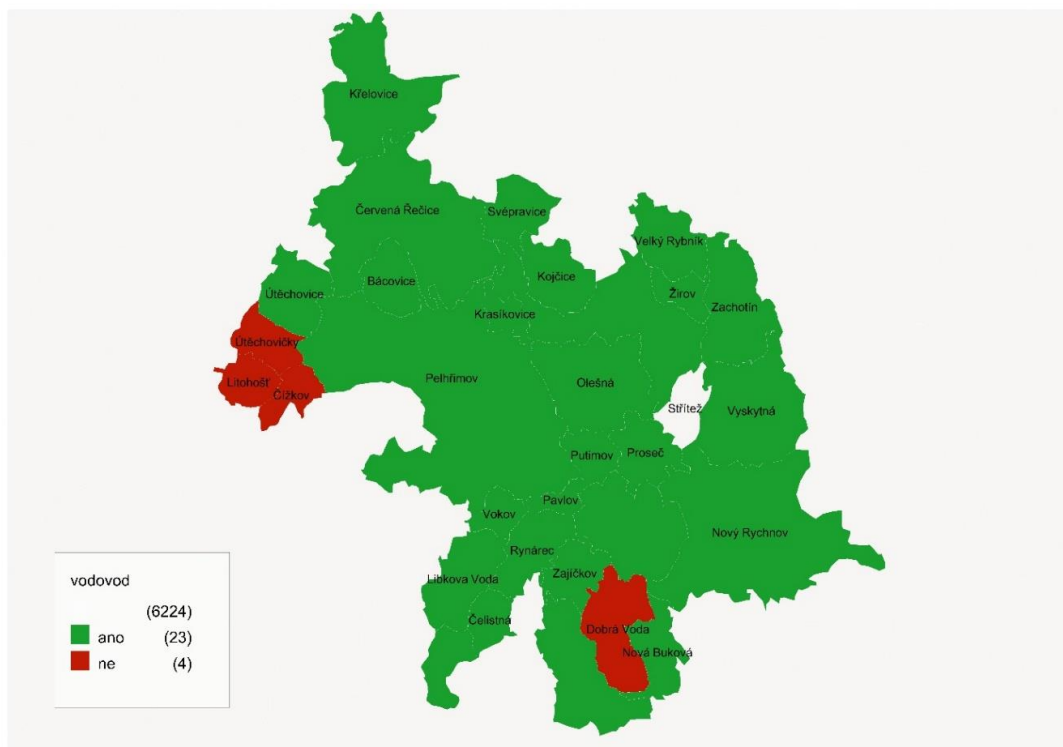 Křelovice
Červená Řečice
Svépravice
Velký Rybník
Bácovice
Kojčice
Útěchovice
Žirov
Zachotín
Krasíkovice
Útěchovičky
Pelhřimov
Olešná
Litohošť
Čížkov
Střítež
Vyskytná
Putimov
Proseč
Pavlov
Vokov
Nový Rychnov
Rynárec
Zajíčkov
Libkova Voda
Čelistná
Dobrá Voda
Nová Buková
vodovod
(6224)
ano (23)
ne (4)